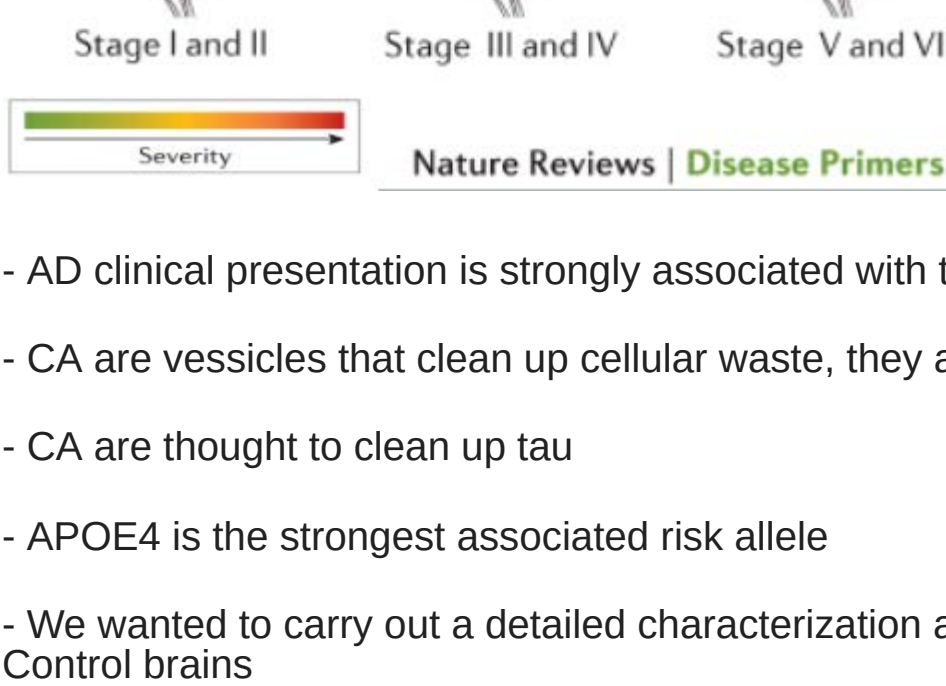 Stage I and II Stage III and IV Stage V and VI
Severity
Nature Reviews | Disease Primers
- AD clinical presentation is strongly associated with
- CA are vessicles that clean up cellular waste, they
- CA are thought to clean up tau
- APOE4 is the strongest associated risk allele
- We wanted to carry out a detailed characterization
Control brains